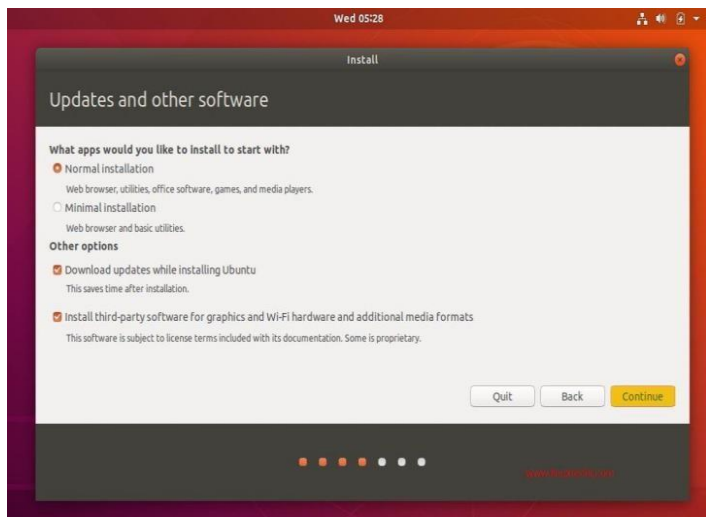 Wed 05:28
Install
Updates and other software
What apps would you like to install to start with?
Normal installation
Web browser, utilities, office software, games, and media players.
Minimal installation
Web browser and basic utilities.
Other options
Download updates while installing Ubuntu
This saves time after installation.
Install third-party software for graphics and Wi-Fi hardware and additional media formats
This software is subject to license terms included with its documentation. Some is proprietary.
Quit Back Continue